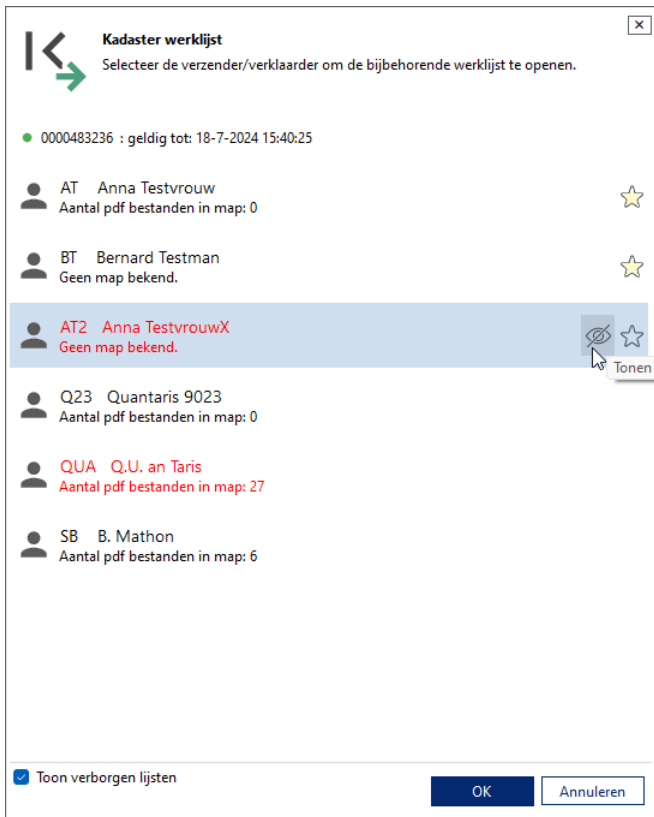 Kadaster werklijst
Selecteer de verzender/verklaarder om de bijbehorende werklijst te openen.
0000483236 : geldig tot: 18-7-2024 15:40:25
AT Anna Testvrouw
Aantal pdf bestanden in map: 0
BT Bernard Testman
Geen map bekend.
AT2 Anna TestvrouwX
Geen map bekend.
Tonen
Q23 Quantaris 9023
Aantal pdf bestanden in map: 0
QUA Q.U. an Taris
Aantal pdf bestanden in map: 27
SB B. Mathon
Aantal pdf bestanden in map: 6
Toon verborgen lijsten
OK
Annuleren